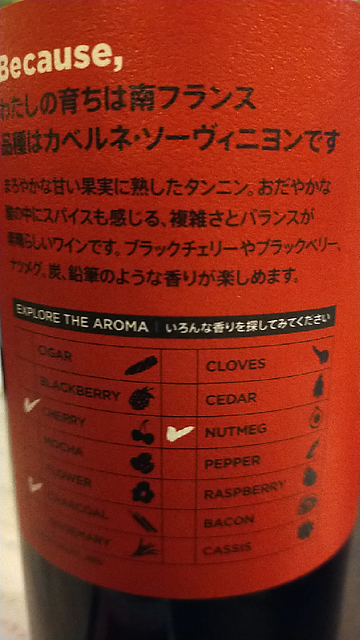 Because,
わたしの育ちは南フランス
品種はカベルネ・ソーヴィニヨンです
まろやかな甘い果実に熟したタンニン。おだやかな
の中にスパイスも感じる、複雑さとバランスが
素晴らしいワインです。ブラックチェリーやブラックベリー、
ナツメグ、炭、鉛筆のような香りが楽しめます。
EXPLORE THE AROMA | いろんな香りを探してみてください
CIGAR
BLACKBERRY
CHERRY
MOCHA
FLOWER
CHARCOAL
ROSEMARY
CLOVES
CEDAR
NUTMEG
PEPPER
RASPBERRY
BACON
CASSIS